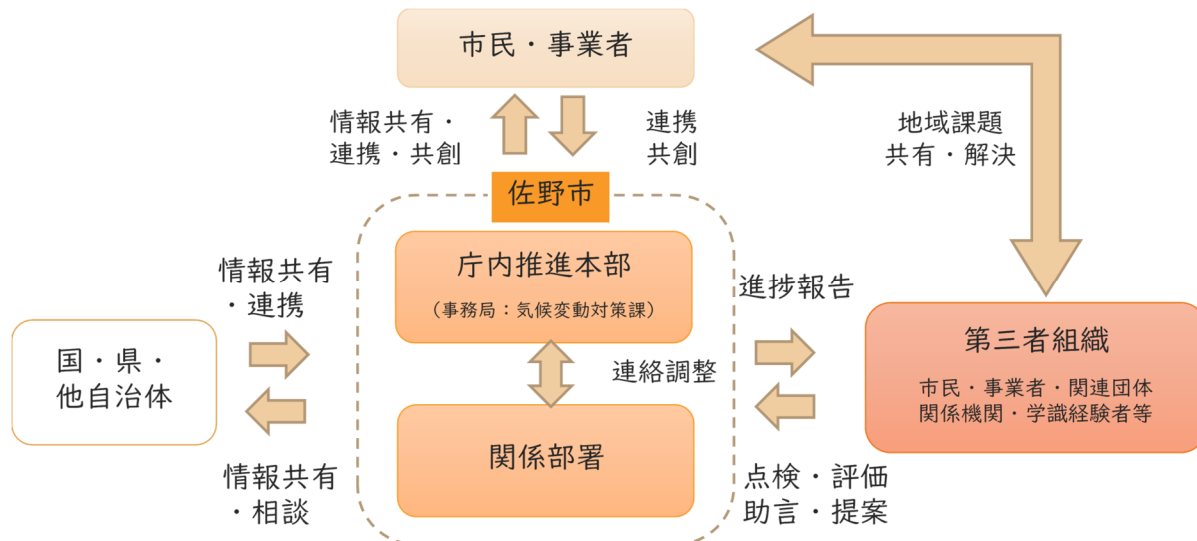 市民・事業者
情報共有・
連携・共創
連携
共創
地域課題
共有・解決
佐野市
庁内推進本部
（事務局：気候変動対策課）
情報共有
・連携
進捗報告
国・県・
他自治体
連絡調整
第三者組織
市民・事業者・関連団体
関係機関・学識経験者等
関係部署
情報共有
・相談
点検・評価
助言・提案